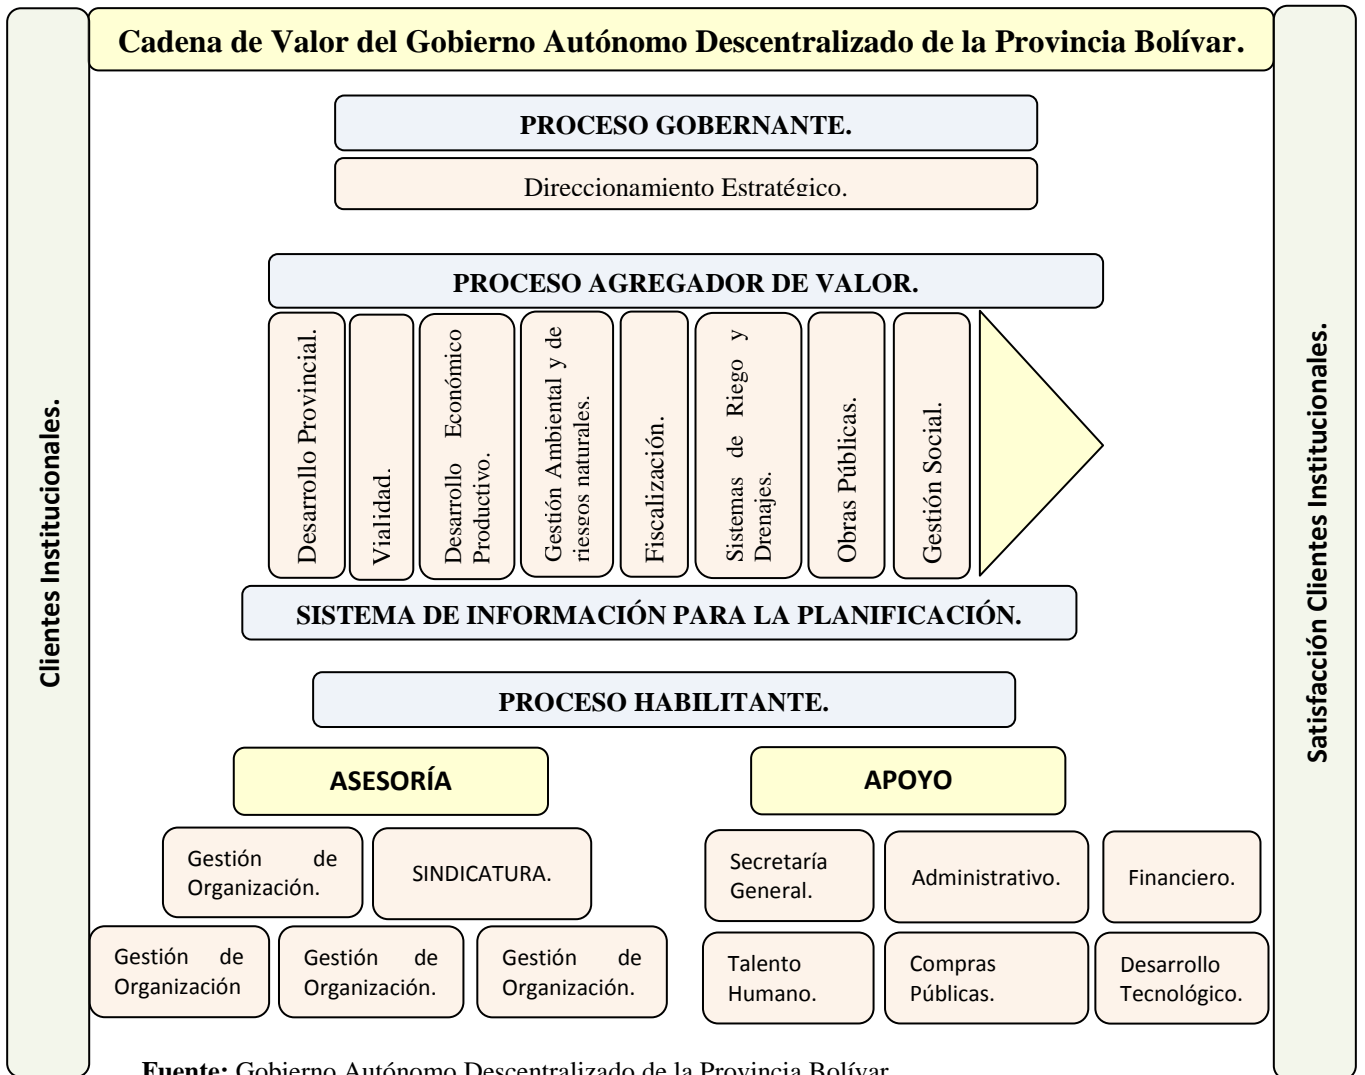 Cadena de Valor del Gobierno Autónomo Descentralizado de la Provincia Bolívar.
Clientes Institucionales.
PROCESO GOBERNANTE.
Direccionamiento Estratégico.
PROCESO AGREGADOR DE VALOR.
Desarrollo Provincial.
Vialidad.
Desarrollo Económico
Productivo.
Gestión Ambiental y de
riesgos naturales.
Fiscalización.
Sistemas de Riego y
Drenajes.
Obras Públicas.
Gestión Social.
SISTEMA DE INFORMACIÓN PARA LA PLANIFICACIÓN.
PROCESO HABILITANTE.
ASESORÍA
Gestión de
Organización.
SINDICATURA.
Gestión de
Organización
Gestión de
Organización.
Gestión de
Organización.
APOYO
Secretaría
General.
Administrativo.
Financiero.
Talento
Humano.
Compras
Públicas.
Desarrollo
Tecnológico.
Satisfacción Clientes Institucionales.
Fuente: Gobierno Autónomo Descentralizado de la Provincia Bolívar